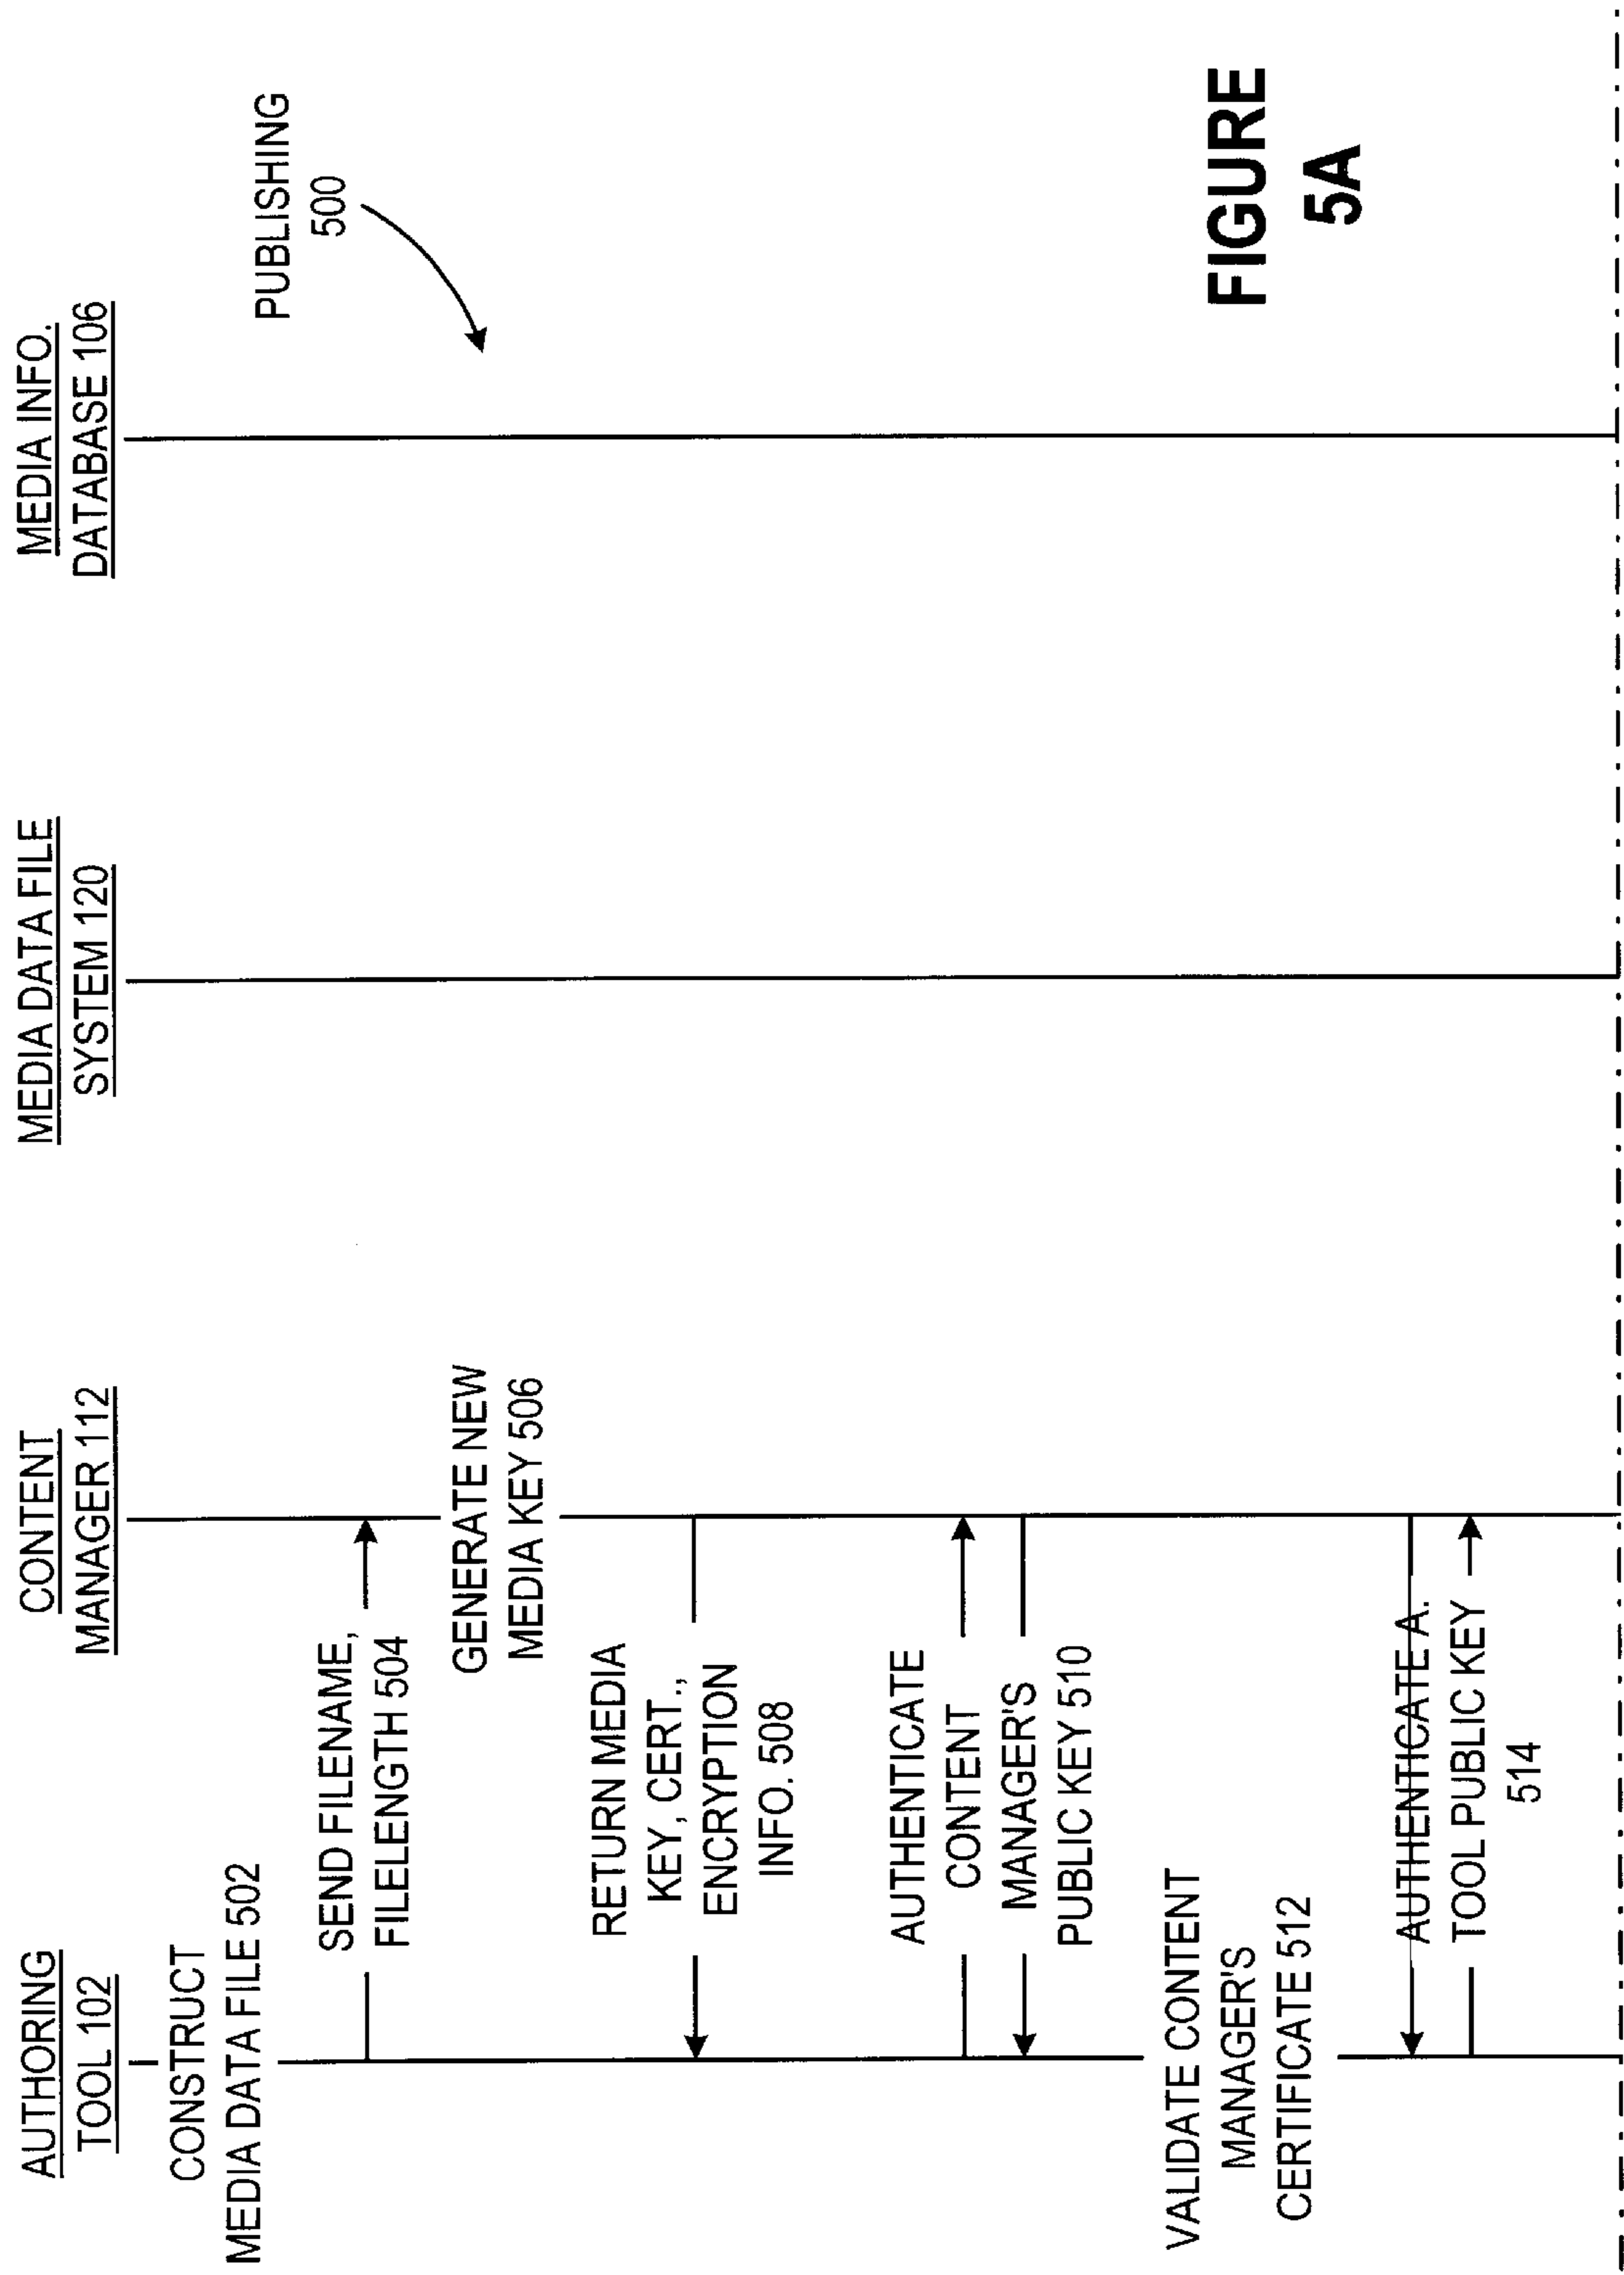 AUTHORING
TOOL 102
CONTENT
MANAGER 112
MEDIA DATA FILE
SYSTEM 120
MEDIA INFO.
DATABASE 106
CONSTRUCT
MEDIA DATA FILE 502
PUBLISHING
500
SEND FILENAME,
FILELENGTH 504
GENERATE NEW
MEDIA KEY 506
RETURN MEDIA
KEY, CERT.,
ENCRYPTION
INFO. 508
AUTHENTICATE
CONTENT
MANAGER'S
PUBLIC KEY 510
VALIDATE CONTENT
MANAGER'S
CERTIFICATE 512
AUTHENTICATE A.
TOOL PUBLIC KEY
514
FIGURE
5A